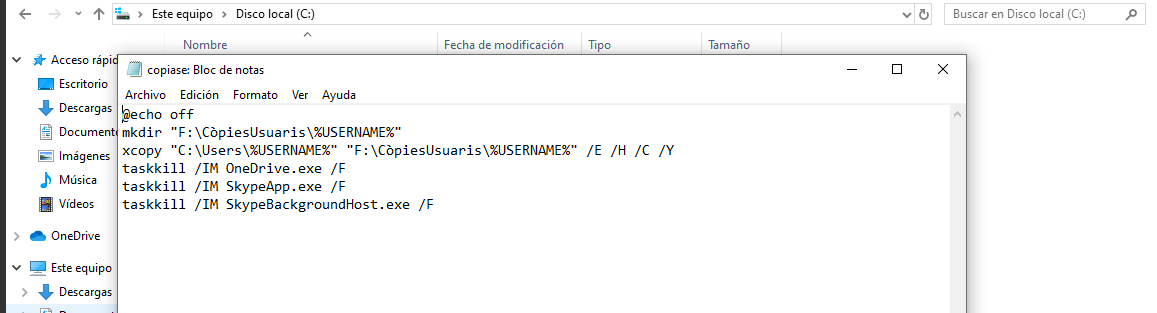 Este equipo > Disco local (C:)
Buscar en Disco local (C:)
Nombre Fecha de modificación Tipo Tamaño
Acceso rápid
Escritorio
Descargas
Document
Imágenes
Música
Vídeos
OneDrive
Este equipo
Descargas
copiase: Bloc de notas
Archivo Edición Formato Ver Ayuda
@echo off
mkdir "F:\CòpiesUsuaris\%USERNAME%"
xcopy "C:\Users\%USERNAME%" "F:\CòpiesUsuaris\%USERNAME%" /E /H /C /Y
taskkill /IM OneDrive.exe /F
taskkill /IM SkypeApp.exe /F
taskkill /IM SkypeBackgroundHost.exe /F